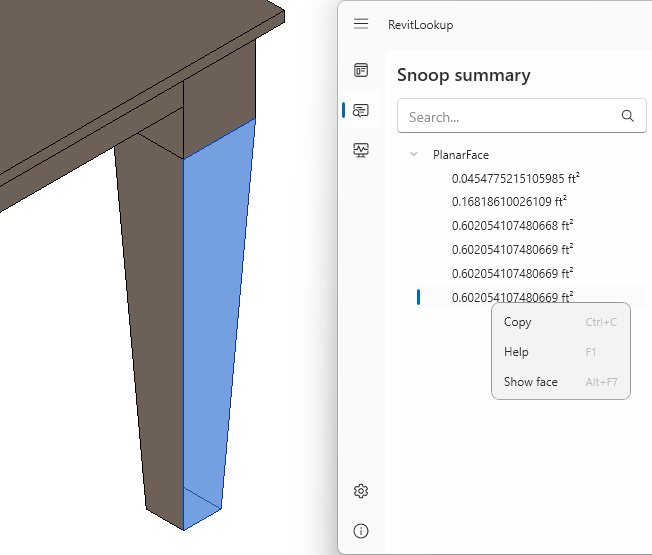 RevitLookup
Snoop summary
Search...
PlanarFace
0.0454775215105985 ft²
0.16818610026109 ft²
0.602054107480668 ft²
0.602054107480669 ft²
0.602054107480669 ft²
0.602054107480669 ft²
Copy Ctrl+C
Help F1
Show face Alt+F7